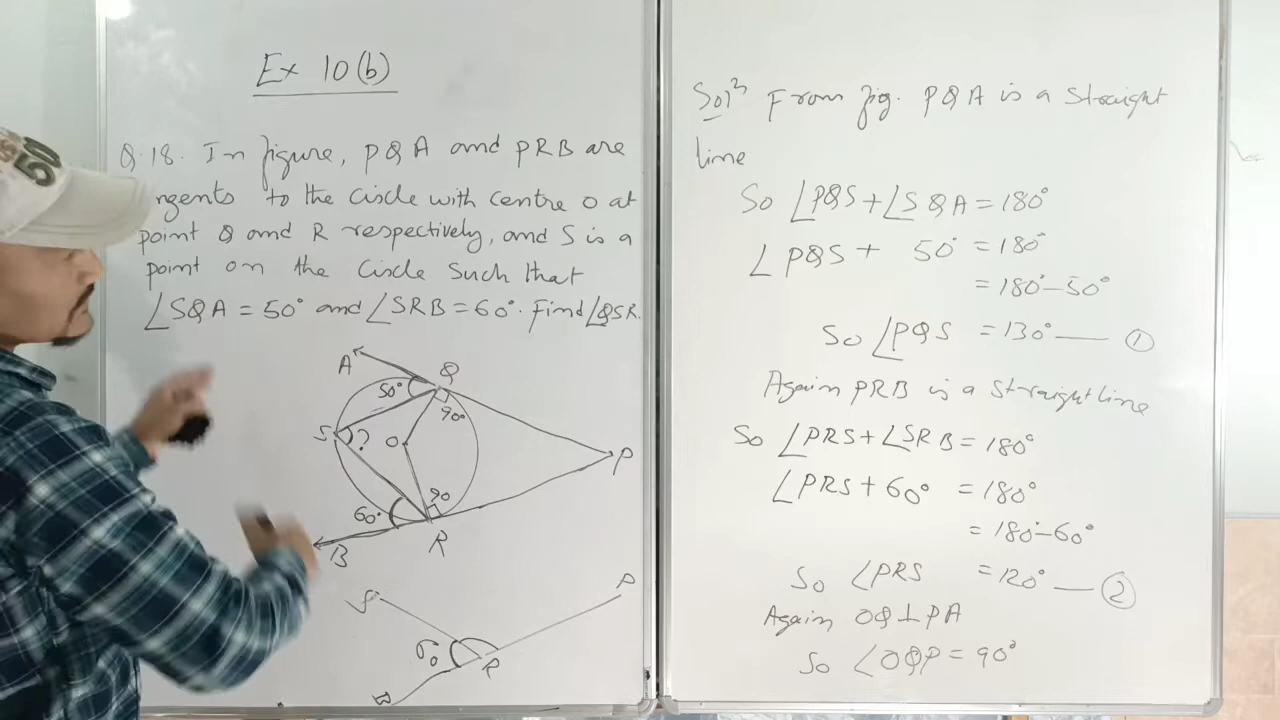 50
Ex 10(b)
Q.18. In figure, PQA and PRB are
ngents to the circle with centre O at
point Q and R respectively, and S is a
point on the circle such that
∠SQA = 50° and ∠SRB = 60°. Find ∠QSR.
A
Q
50°
90°
S
?
O
P
90
60°
R
B
S
P
60
R
B
Sol^n From fig. PQA is a straight
line
So ∠PQS + ∠SQA = 180°
∠PQS + 50° = 180°
= 180° - 50°
So ∠PQS = 130° — ①
Again PRB is a straight line
So ∠PRS + ∠SRB = 180°
∠PRS + 60° = 180°
= 180° - 60°
So ∠PRS = 120° — ②
Again OQ ⊥ PA
So ∠OQP = 90°